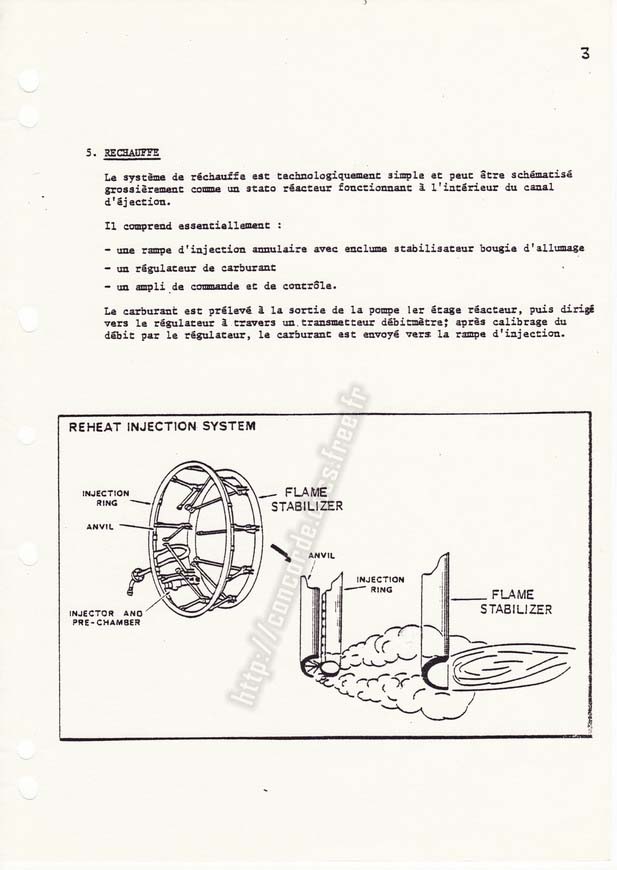 3
5. RECHAUFFE
Le système de réchauffe est technologiquement simple et peut être schématisé
grossièrement comme un stato réacteur fonctionnant à l'intérieur du canal
d'éjection.
Il comprend essentiellement :
- une rampe d'injection annulaire avec enclume stabilisateur bougie d'allumage
- un régulateur de carburant
- un ampli de commande et de contrôle.
Le carburant est prélevé à la sortie de la pompe 1er étage réacteur, puis dirigé
vers le régulateur à travers un transmetteur débitmètre; après calibrage du
débit par le régulateur, le carburant est envoyé vers la rampe d'injection.
REHEAT INJECTION SYSTEM
INJECTION
RING
ANVIL
INJECTOR AND
PRE-CHAMBER
FLAME
STABILIZER
ANVIL
INJECTION
RING
FLAME
STABILIZER